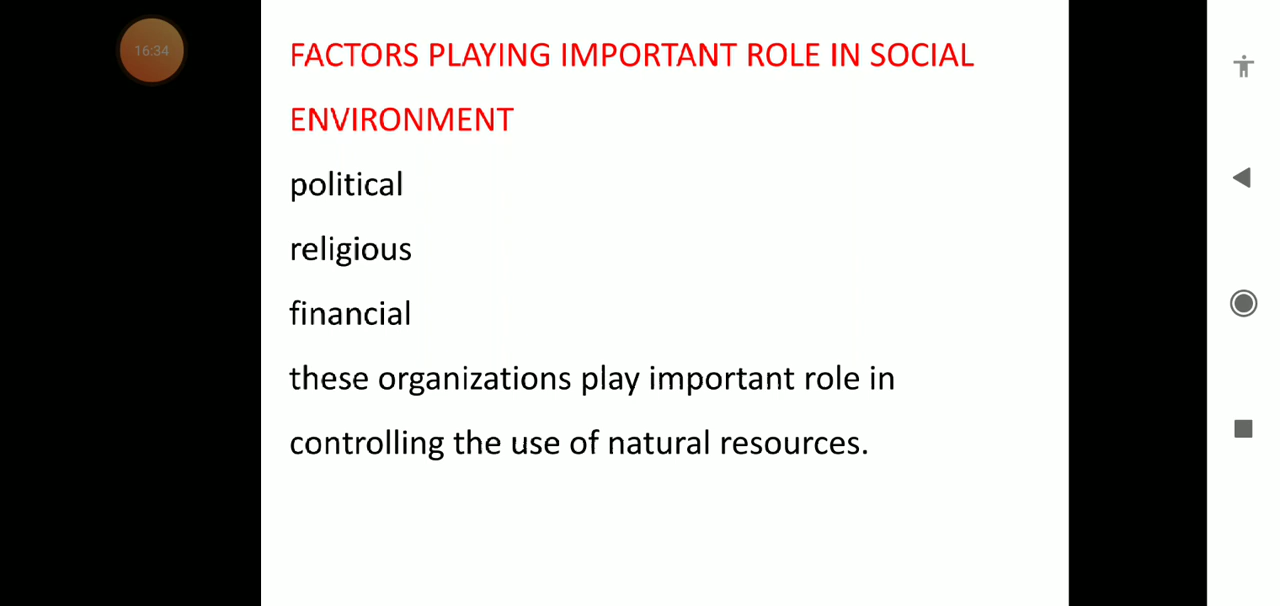 16:34
FACTORS PLAYING IMPORTANT ROLE IN SOCIAL
ENVIRONMENT
political
religious
financial
these organizations play important role in
controlling the use of natural resources.